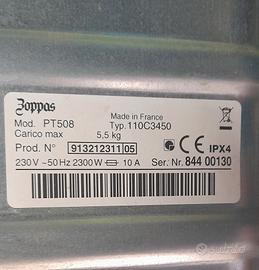 Zoppas
Made in France
Mod. PT508 Typ. 110C3450
Carico max 5,5 kg
Prod. N° 913212311 05 IPX4
230 V ~ 50 Hz 2300 W 10 A Ser. Nr. 844 00130
subito